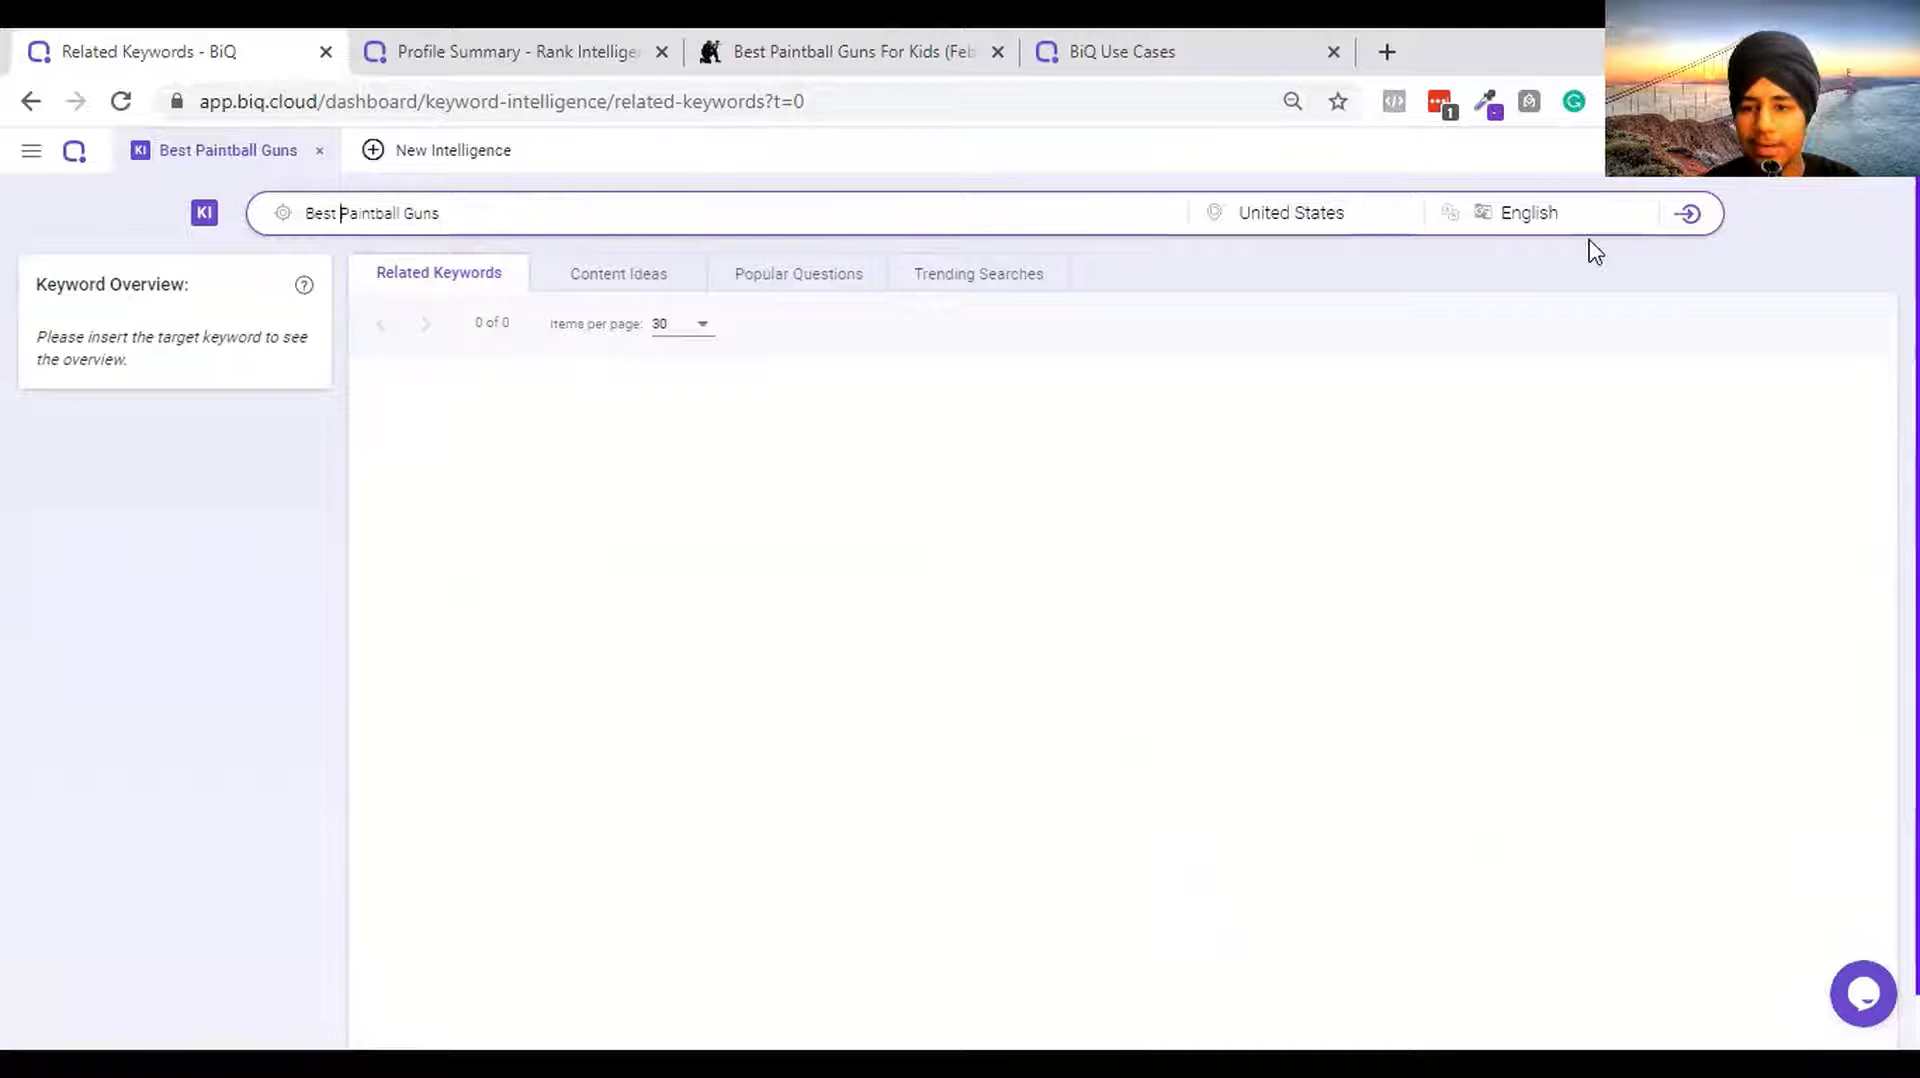 Related Keywords - BiQ
Profile Summary - Rank Intellige
Best Paintball Guns For Kids (Feb
BiQ Use Cases
app.biq.cloud/dashboard/keyword-intelligence/related-keywords?t=0
1
KI Best Paintball Guns
New Intelligence
KI
Best Paintball Guns
United States
English
Keyword Overview:
Please insert the target keyword to see
the overview.
Related Keywords
Content Ideas
Popular Questions
Trending Searches
0 of 0
Items per page: 30